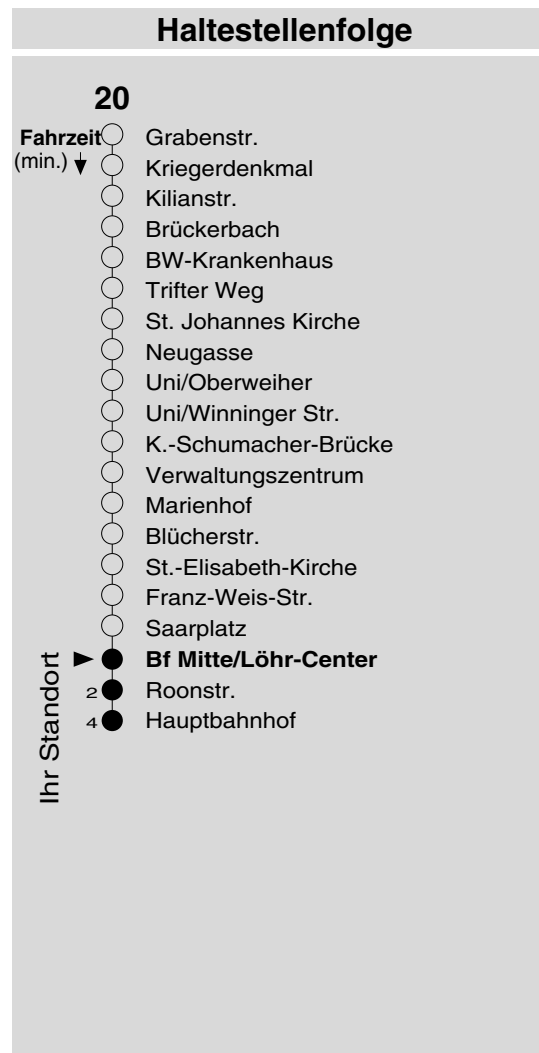 Haltestellenfolge
20
Fahrzeit Grabenstr.
(min.) Kriegerdenkmal
Kilianstr.
Brückerbach
BW-Krankenhaus
Trifter Weg
St. Johannes Kirche
Neugasse
Uni/Oberweiher
Uni/Winninger Str.
K.-Schumacher-Brücke
Verwaltungszentrum
Marienhof
Blücherstr.
St.-Elisabeth-Kirche
Franz-Weis-Str.
Saarplatz
Bf Mitte/Löhr-Center
2 Roonstr.
4 Hauptbahnhof
Ihr Standort